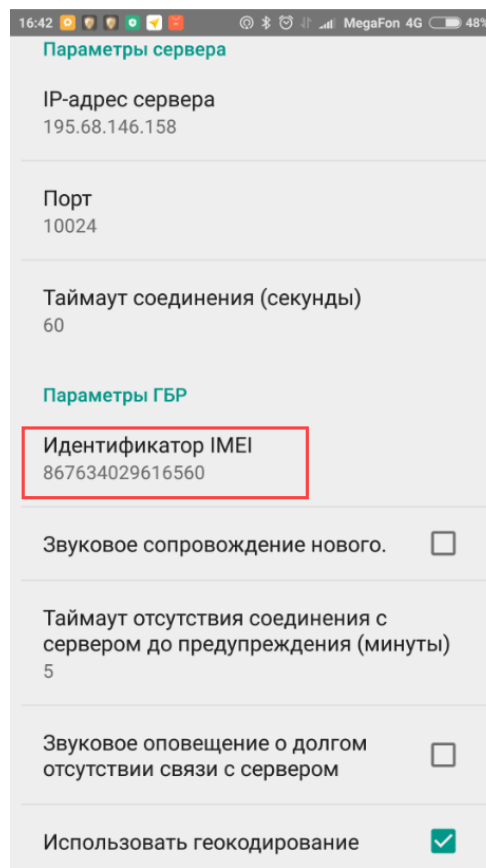 16:42 MegaFon 4G 48%
Параметры сервера
IP-адрес сервера
195.68.146.158
Порт
10024
Таймаут соединения (секунды)
60
Параметры ГБР
Идентификатор IMEI
867634029616560
Звуковое сопровождение нового.
Таймаут отсутствия соединения с
сервером до предупреждения (минуты)
5
Звуковое оповещение о долгом
отсутствии связи с сервером
Использовать геокодирование